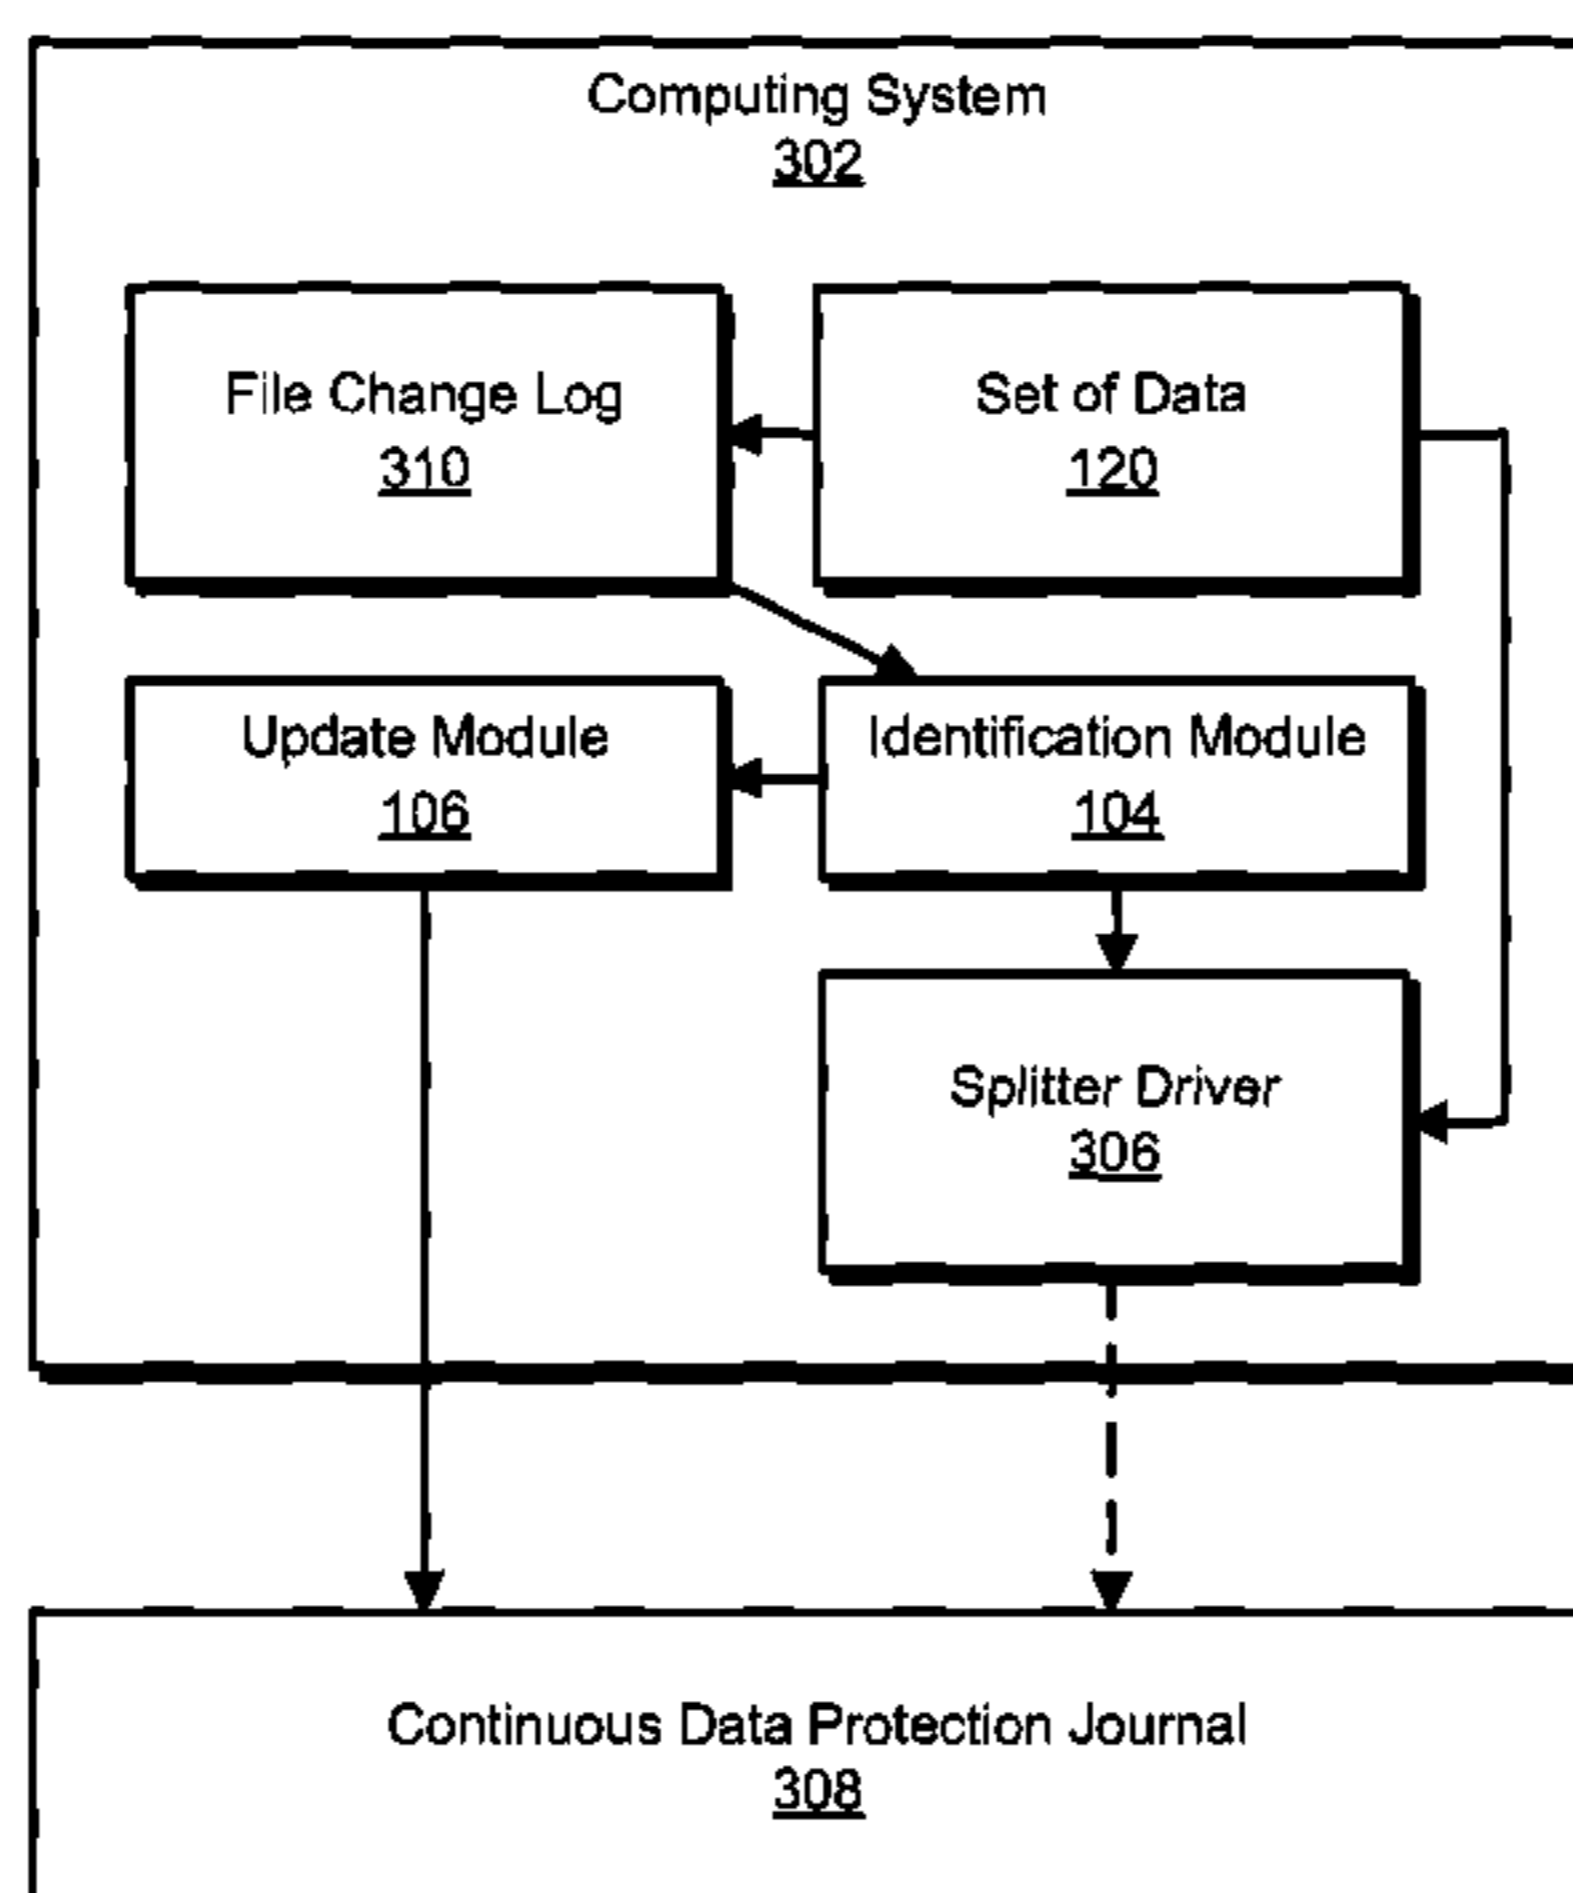 Computing System
302
File Change Log
310
Set of Data
120
Update Module
106
Identification Module
104
Splitter Driver
306
Continuous Data Protection Journal
308